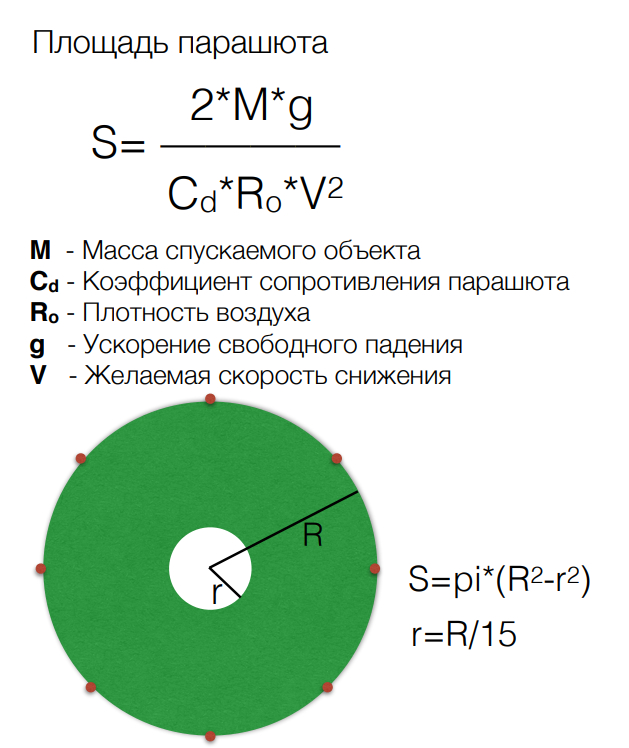 Площадь парашюта
2*M*g
S=
Cd*Ro*V2
M - Масса спускаемого объекта
Cd - Коэффициент сопротивления парашюта
Ro - Плотность воздуха
g - Ускорение свободного падения
V - Желаемая скорость снижения
R
r
S=pi*(R2-r2)
r=R/15